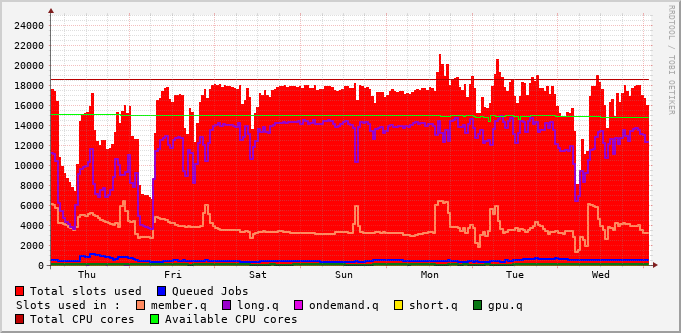 24000
22000
20000
18000
16000
14000
12000
10000
8000
6000
4000
2000
0
Thu Fri Sat Sun Mon Tue Wed
RRDTOOL / TOBI OETIKER
Total slots used Queued Jobs
Slots used in : member.q long.q ondemand.q short.q gpu.q
Total CPU cores Available CPU cores